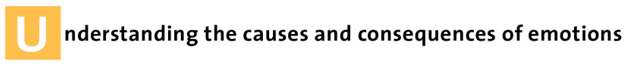 Understanding the causes and consequences of emotions